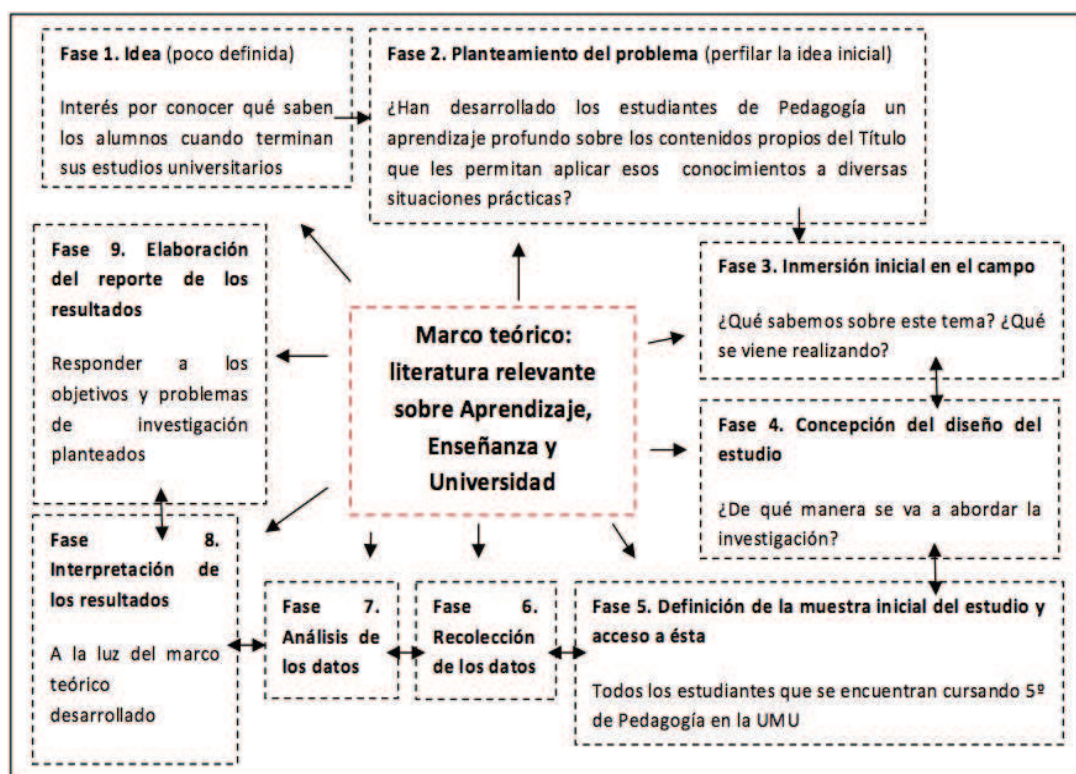 Fase 1. Idea (poco definida)
Interés por conocer qué saben
los alumnos cuando terminan
sus estudios universitarios
Fase 2. Planteamiento del problema (perfilar la idea inicial)
¿Han desarrollado los estudiantes de Pedagogía un
aprendizaje profundo sobre los contenidos propios del Título
que les permitan aplicar esos conocimientos a diversas
situaciones prácticas?
Fase 3. Inmersión inicial en el campo
¿Qué sabemos sobre este tema? ¿Qué
se viene realizando?
Fase 4. Concepción del diseño del
estudio
¿De qué manera se va a abordar la
investigación?
Fase 5. Definición de la muestra inicial del estudio y
acceso a ésta
Todos los estudiantes que se encuentran cursando 5º
de Pedagogía en la UMU
Fase 6.
Recolección
de los datos
Fase 7.
Análisis de
los datos
Fase 8.
Interpretación de
los resultados
A la luz del marco
teórico
desarrollado
Fase 9. Elaboración
del reporte de los
resultados
Responder a los
objetivos y problemas
de investigación
planteados
Marco teórico:
literatura relevante
sobre Aprendizaje,
Enseñanza y
Universidad